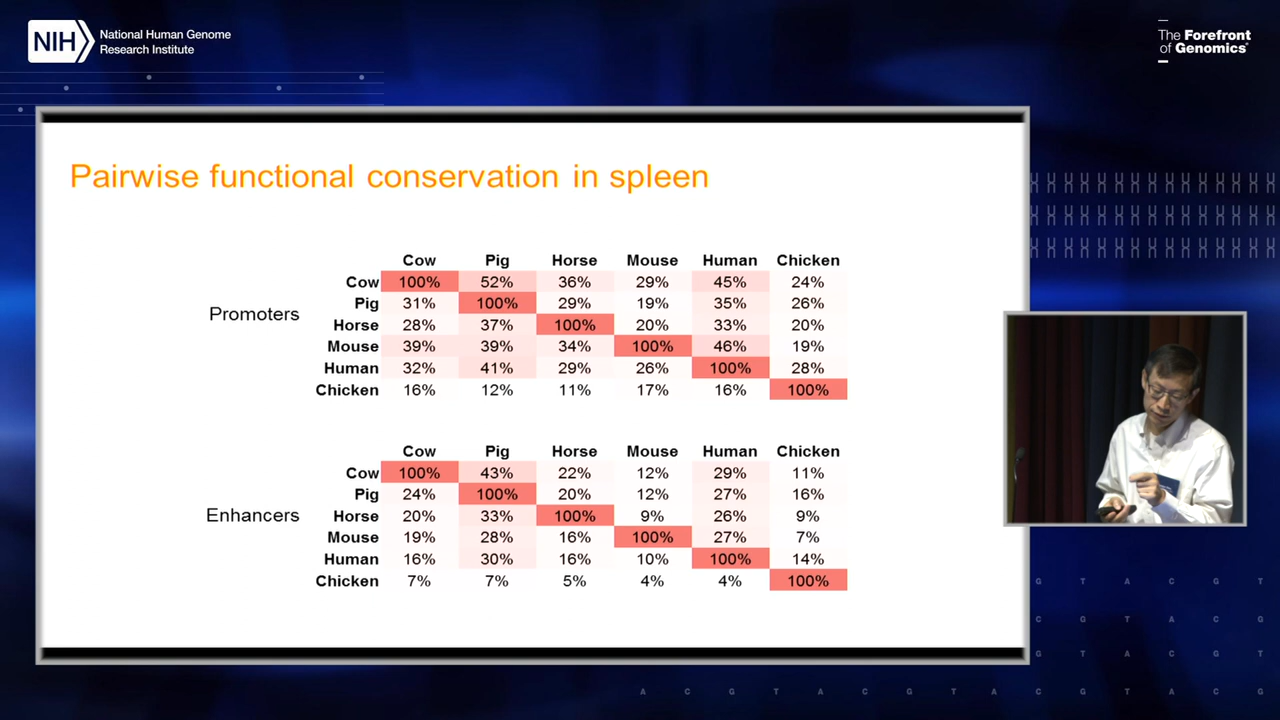 NIH
National Human Genome
Research Institute
The Forefront
of Genomics®
Pairwise functional conservation in spleen
Promoters
Cow Pig Horse Mouse Human Chicken
Cow 100% 52% 36% 29% 45% 24%
Pig 31% 100% 29% 19% 35% 26%
Horse 28% 37% 100% 20% 33% 20%
Mouse 39% 39% 34% 100% 46% 19%
Human 32% 41% 29% 26% 100% 28%
Chicken 16% 12% 11% 17% 16% 100%
Enhancers
Cow Pig Horse Mouse Human Chicken
Cow 100% 43% 22% 12% 29% 11%
Pig 24% 100% 20% 12% 27% 16%
Horse 20% 33% 100% 9% 26% 9%
Mouse 19% 28% 16% 100% 27% 7%
Human 16% 30% 16% 10% 100% 14%
Chicken 7% 7% 5% 4% 4% 100%
G T A C G T
C G T A C G
G T A C G T
A C G T A C G T A C G T A C G T A C G